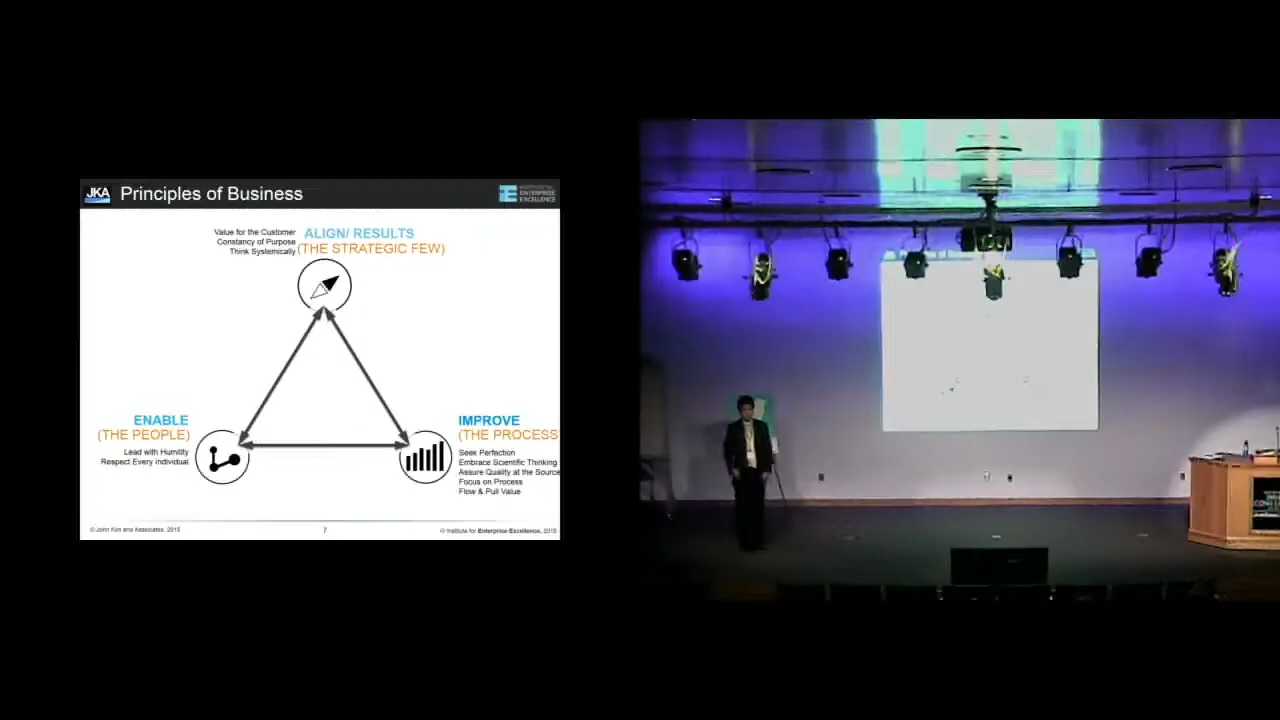 JKA
Principles of Business
INSTITUTE for
ENTERPRISE
EXCELLENCE
Value for the Customer
Constancy of Purpose
Think Systemically
ALIGN/ RESULTS
(THE STRATEGIC FEW)
ENABLE
(THE PEOPLE)
Lead with Humility
Respect Every Individual
IMPROVE
(THE PROCESS
Seek Perfection
Embrace Scientific Thinking
Assure Quality at the Source
Focus on Process
Flow & Pull Value
© John Kim and Associates, 2015
7
© Institute for Enterprise Excellence, 2015